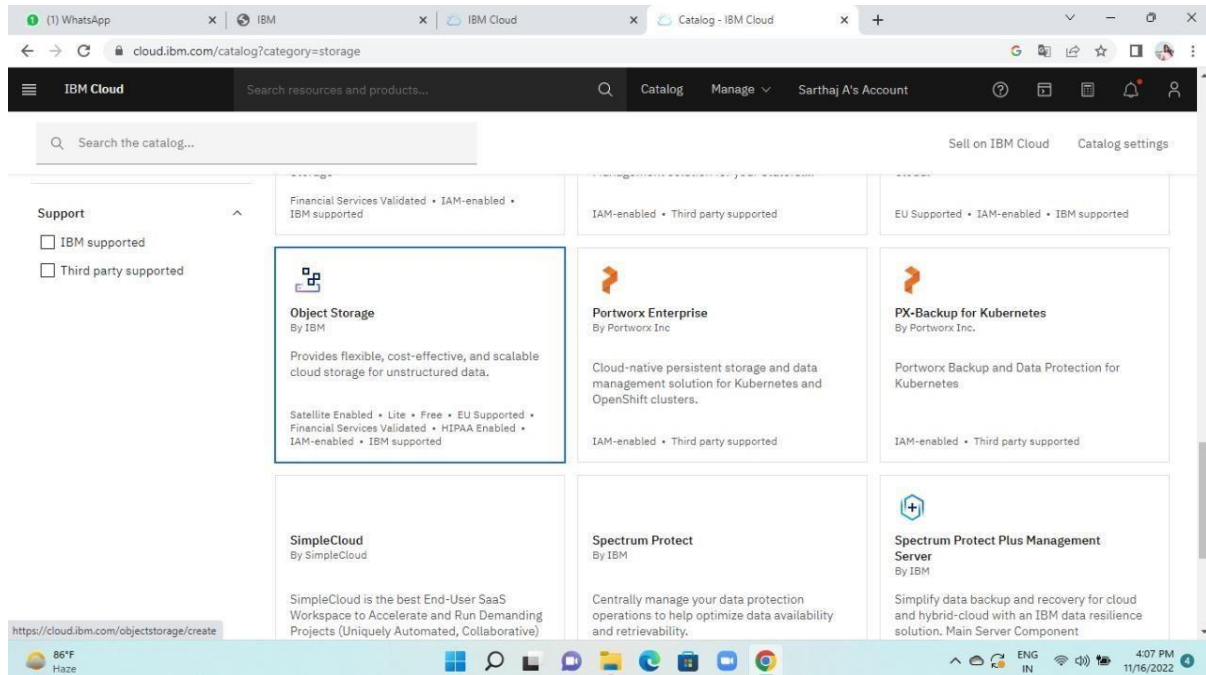 (1) WhatsApp
IBM
IBM Cloud
Catalog - IBM Cloud
cloud.ibm.com/catalog?category=storage
IBM Cloud
Search resources and products...
Catalog
Manage
Sarthaj A's Account
Search the catalog...
Sell on IBM Cloud
Catalog settings
Support
IBM supported
Third party supported
Financial Services Validated • IAM-enabled •
IBM supported
IAM-enabled • Third party supported
EU Supported • IAM-enabled • IBM supported
Object Storage
By IBM
Provides flexible, cost-effective, and scalable
cloud storage for unstructured data.
Satellite Enabled • Lite • Free • EU Supported •
Financial Services Validated • HIPAA Enabled •
IAM-enabled • IBM supported
Portworx Enterprise
By Portworx Inc
Cloud-native persistent storage and data
management solution for Kubernetes and
OpenShift clusters.
IAM-enabled • Third party supported
PX-Backup for Kubernetes
By Portworx Inc.
Portworx Backup and Data Protection for
Kubernetes
IAM-enabled • Third party supported
SimpleCloud
By SimpleCloud
SimpleCloud is the best End-User SaaS
Workspace to Accelerate and Run Demanding
Projects (Uniquely Automated, Collaborative)
Spectrum Protect
By IBM
Centrally manage your data protection
operations to help optimize data availability
and retrievability.
Spectrum Protect Plus Management
Server
By IBM
Simplify data backup and recovery for cloud
and hybrid-cloud with an IBM data resilience
solution. Main Server Component
https://cloud.ibm.com/objectstorage/create
86°F
Haze
ENG
IN
4:07 PM
11/16/2022
4